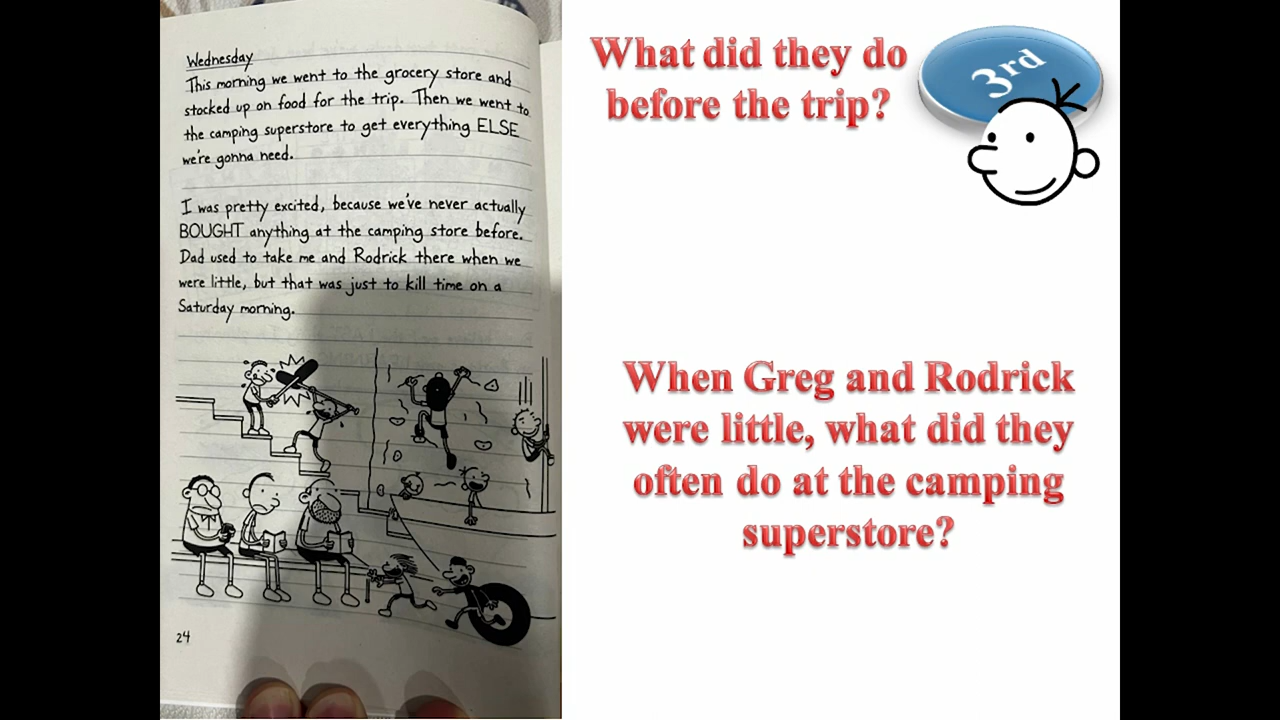 Wednesday
This morning we went to the grocery store and
stocked up on food for the trip. Then we went to
the camping superstore to get everything ELSE
we're gonna need.
I was pretty excited, because we've never actually
BOUGHT anything at the camping store before.
Dad used to take me and Rodrick there when we
were little, but that was just to kill time on a
Saturday morning.
24
What did they do
before the trip?
3rd
When Greg and Rodrick
were little, what did they
often do at the camping
superstore?